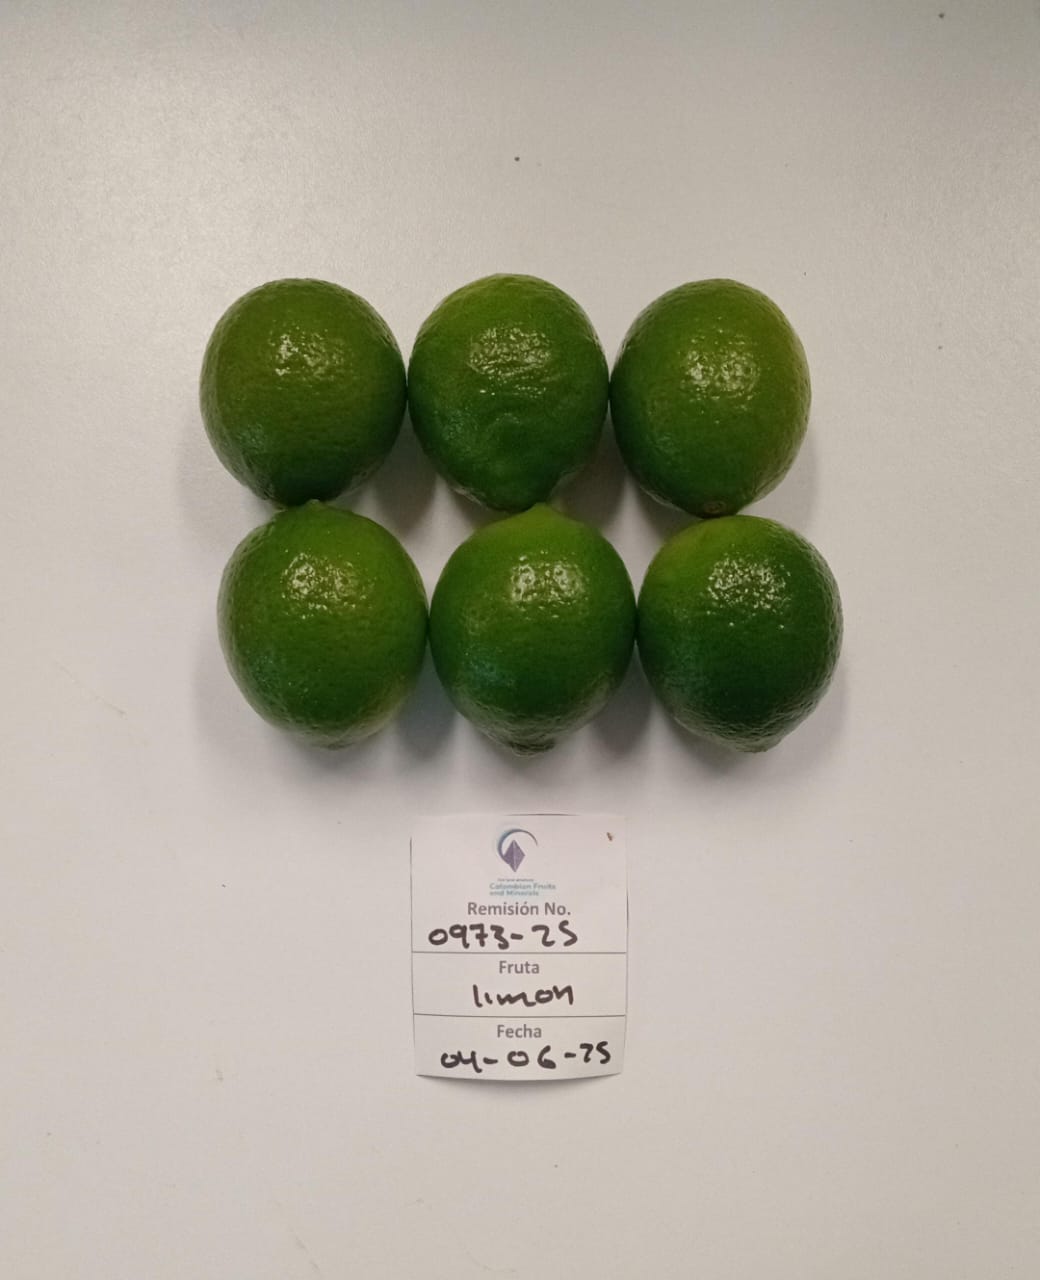 Colombian Fruits
and Minerals
Remisión No.
0973-25
Fruta
limon
Fecha
04-06-25